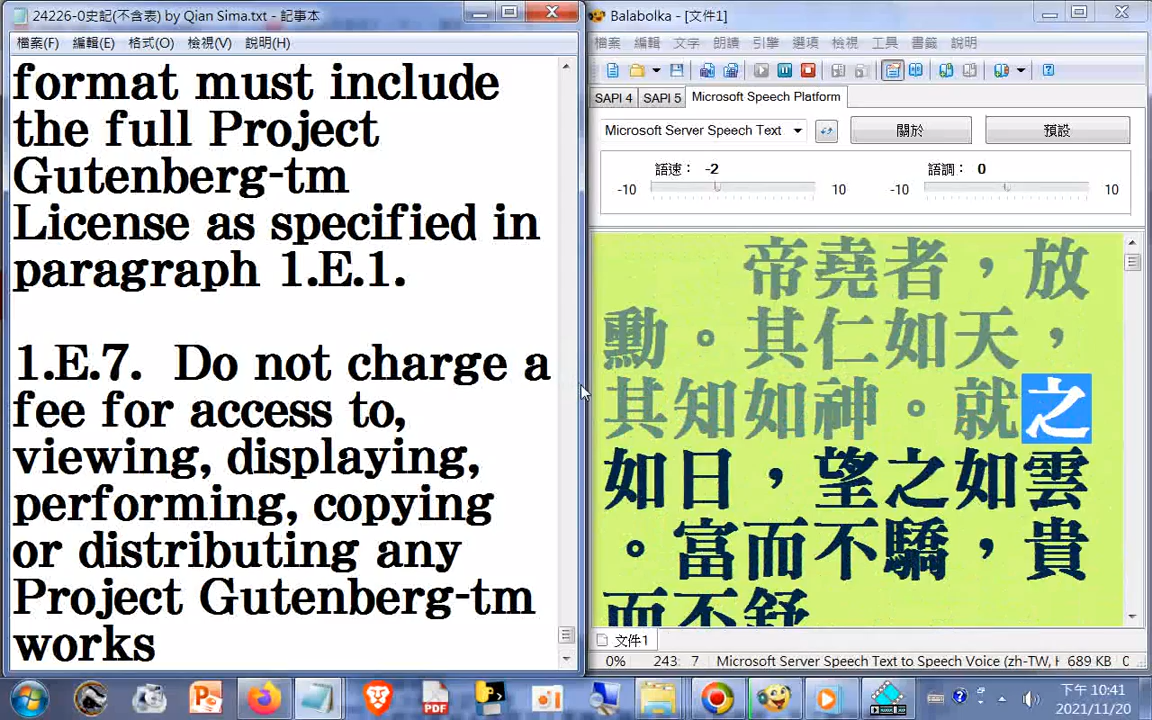 24226-0史記(不含表) by Qian Sima.txt - 記事本
檔案(F) 編輯(E) 格式(O) 檢視(V) 說明(H)
format must include
the full Project
Gutenberg-tm
License as specified in
paragraph 1.E.1.
1.E.7. Do not charge a
fee for access to,
viewing, displaying,
performing, copying
or distributing any
Project Gutenberg-tm
works
Balabolka - [文件1]
檔案 編輯 文字 朗讀 引擎 選項 檢視 工具 書籤 說明
SAPI 4 SAPI 5 Microsoft Speech Platform
Microsoft Server Speech Text 關於 預設
語速： -2 語調： 0
-10 10 -10 10
帝堯者，放
勳。其仁如天，
其知如神。就之
如日，望之如雲
。富而不驕，貴
而不舒
文件1
0% 243: 7 Microsoft Server Speech Text to Speech Voice (zh-TW, H 689 KB 0
PDF
下午 10:41
2021/11/20